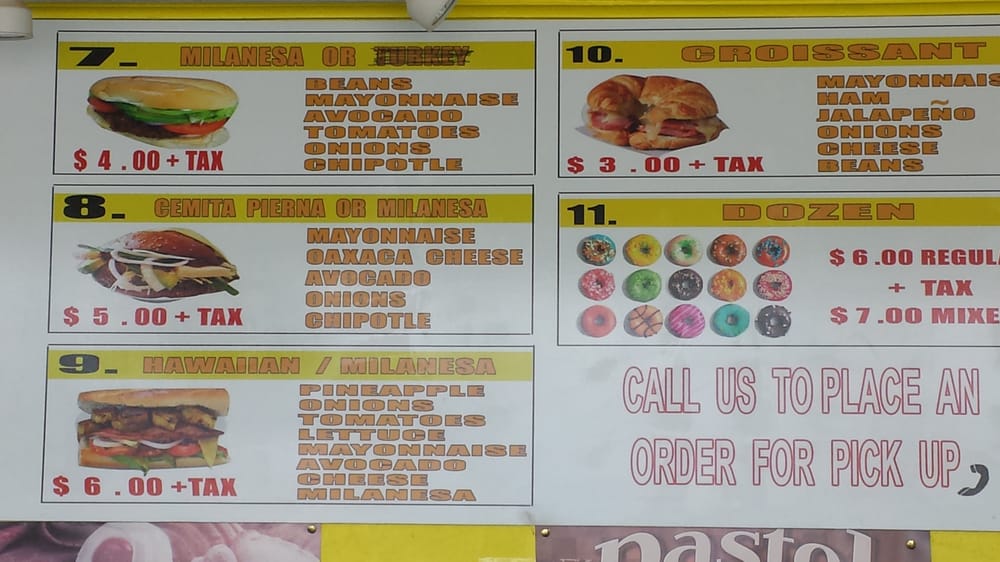 7. MILANESA OR TURKEY
BEANS
MAYONNAISE
AVOCADO
TOMATOES
ONIONS
CHIPOTLE
$ 4.00 + TAX
8. CEMITA PIERNA OR MILANESA
MAYONNAISE
OAXACA CHEESE
AVOCADO
ONIONS
CHIPOTLE
$ 5.00 + TAX
9. HAWAIIAN / MILANESA
PINEAPPLE
ONIONS
TOMATOES
LETTUCE
MAYONNAISE
AVOCADO
CHEESE
MILANESA
$ 6.00 +TAX
10. CROISSANT
MAYONNAIS
HAM
JALAPEÑO
ONIONS
CHEESE
BEANS
$ 3.00 + TAX
11. DOZEN
$ 6.00 REGUL
+ TAX
$ 7.00 MIXE
CALL US TO PLACE AN
ORDER FOR PICK UP
pastel